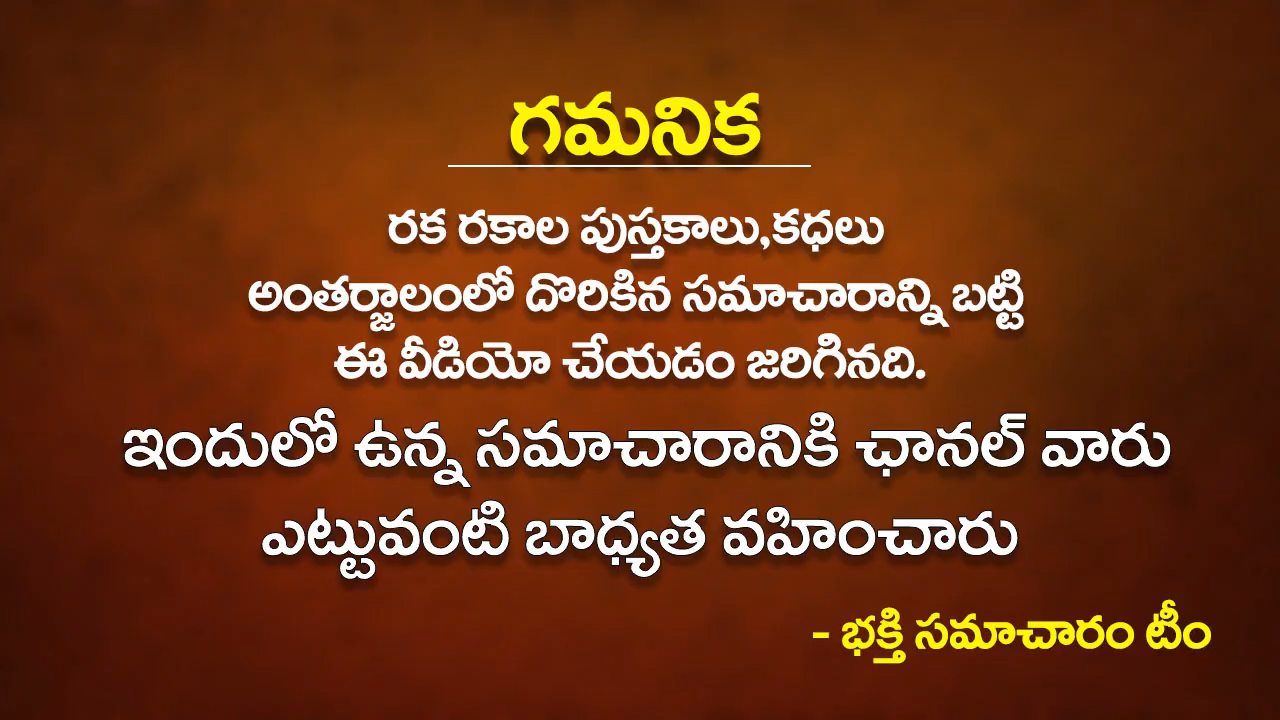 గమనిక
రక రకాల పుస్తకాలు,కధలు
అంతర్జాలంలో దొరికిన సమాచారాన్ని బట్టి
ఈ వీడియో చేయడం జరిగినది.
ఇందులో ఉన్న సమాచారానికి ఛానల్ వారు
ఎట్టువంటి బాధ్యత వహించారు
- భక్తి సమాచారం టీం